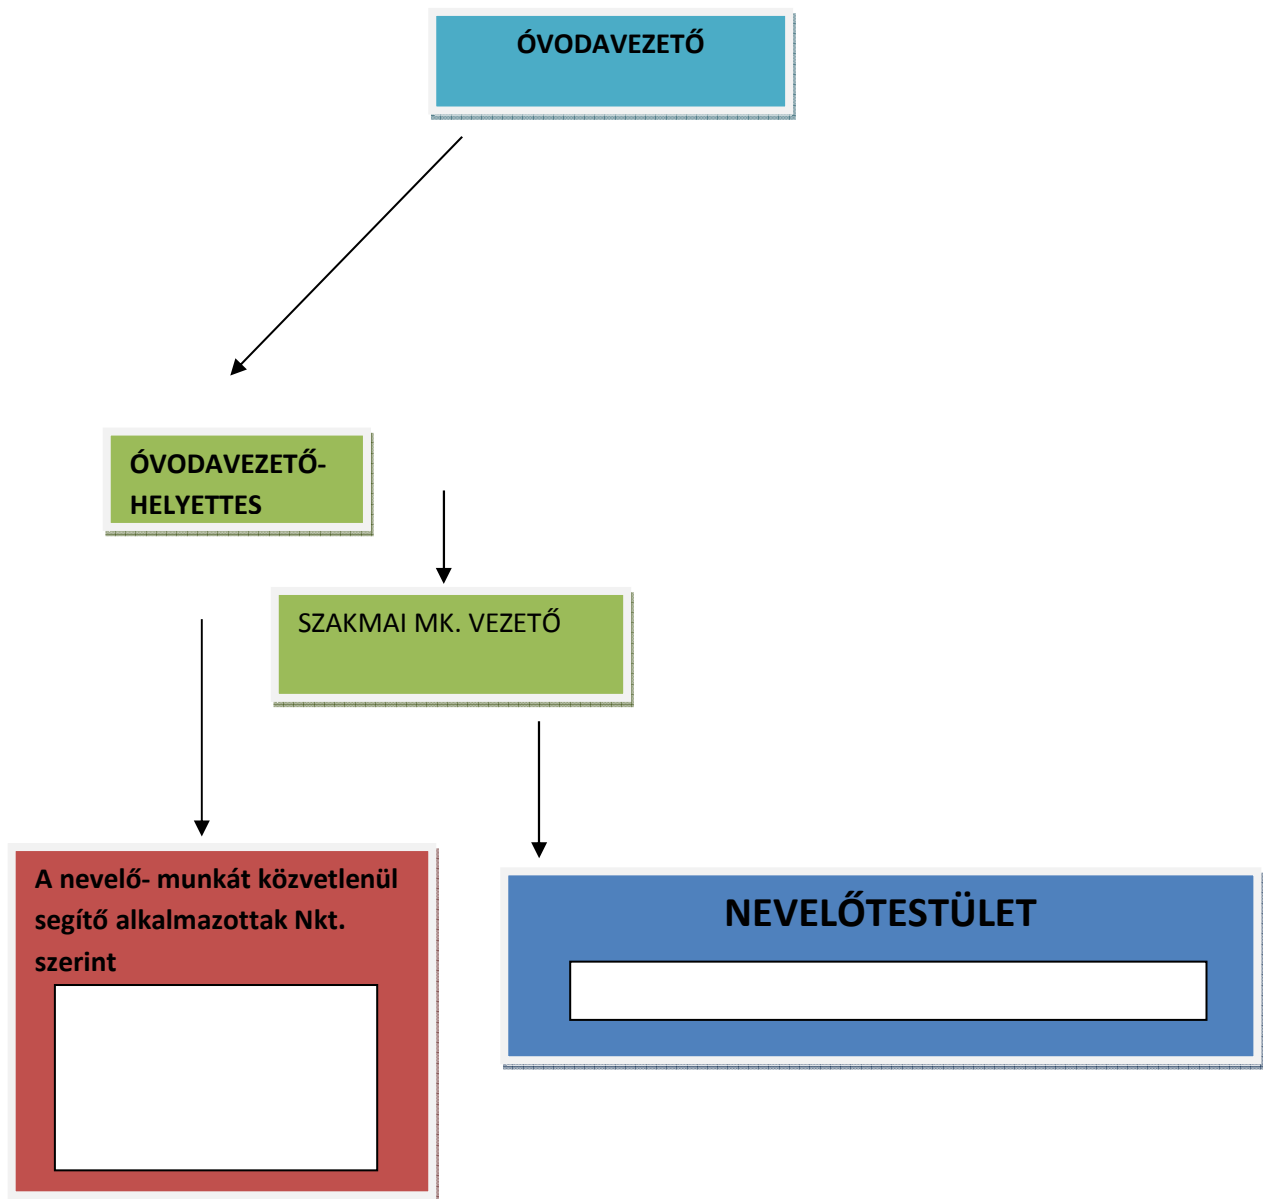 ÓVODAVEZETŐ
ÓVODAVEZETŐ-
HELYETTES
SZAKMAI MK. VEZETŐ
A nevelő- munkát közvetlenül
segítő alkalmazottak Nkt.
szerint
NEVELŐTESTÜLET